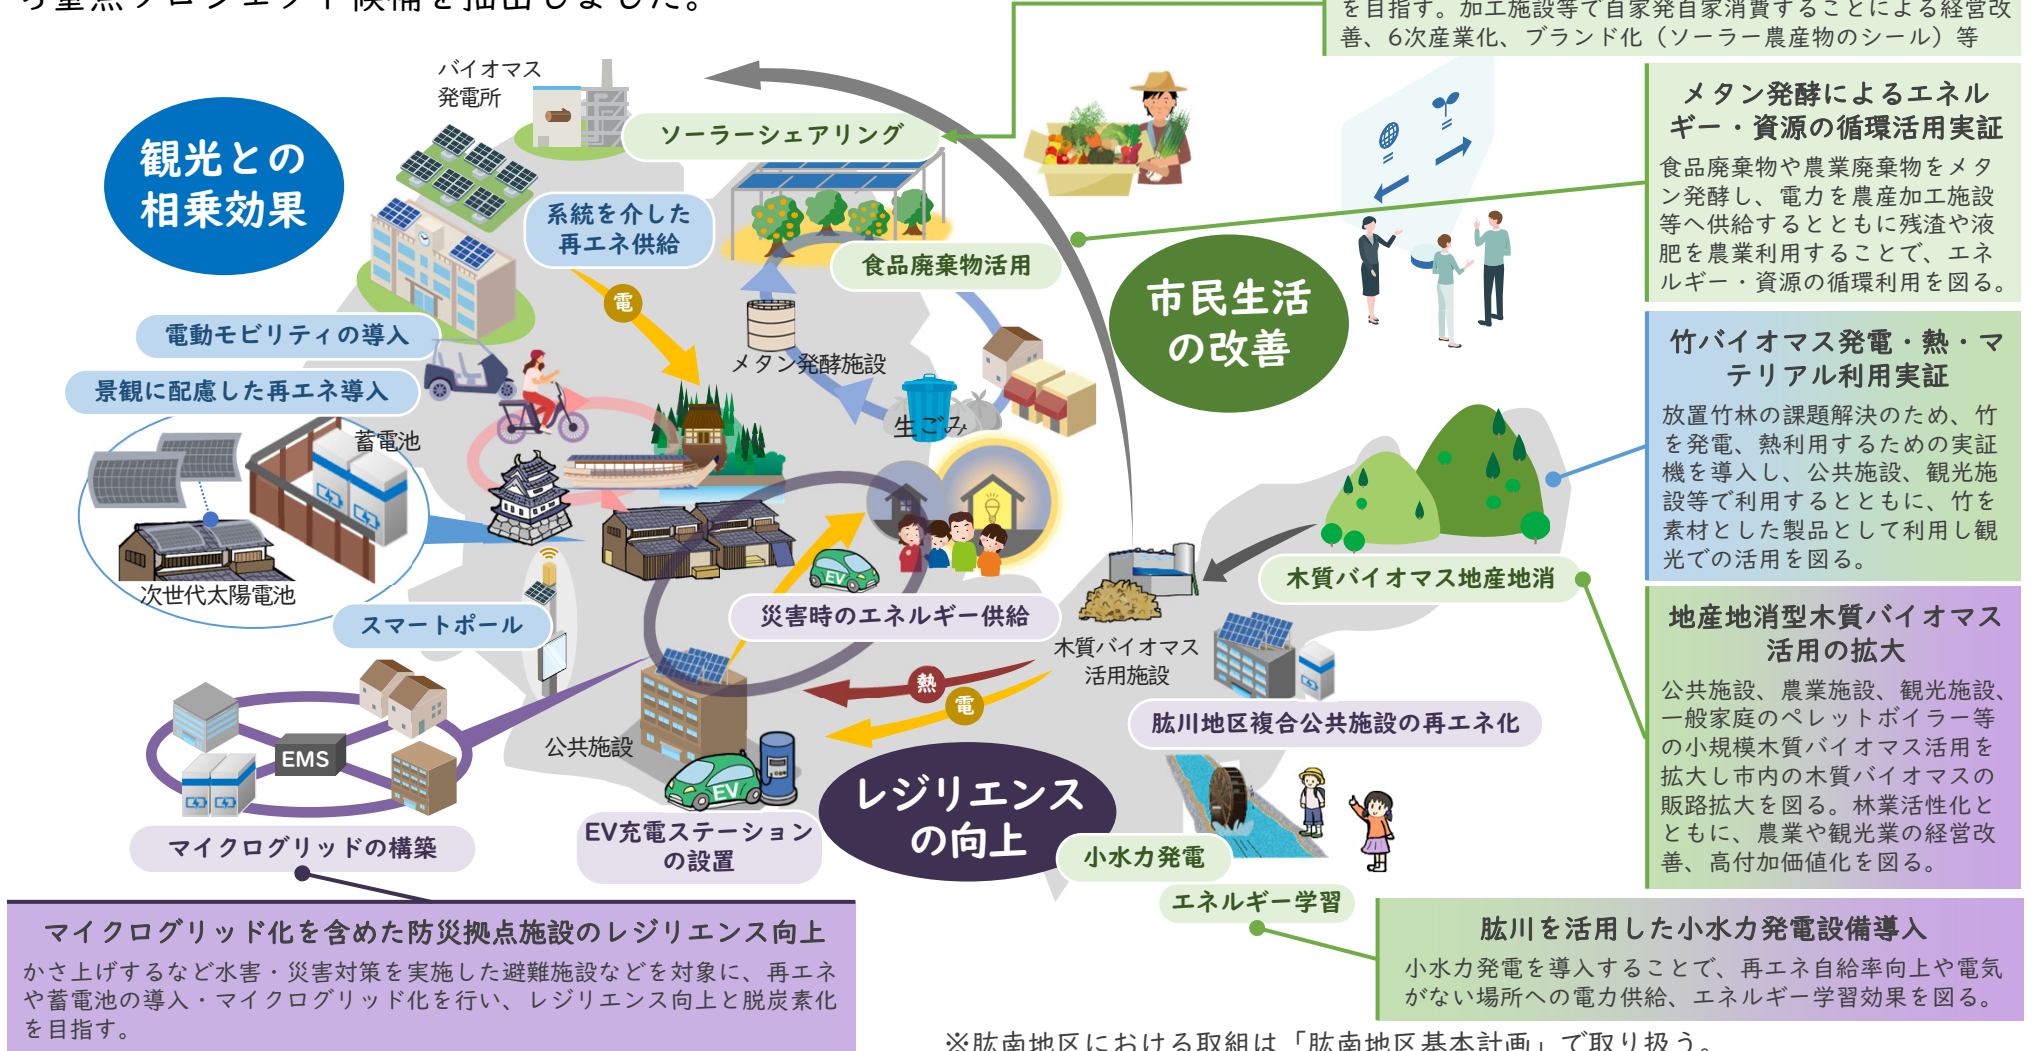 ら重点プロジェクト候補を抽出しました。
を目指す。加工施設等で自家発自家消費することによる経営改
善、6次産業化、ブランド化（ソーラー農産物のシール）等
バイオマス
発電所
観光との
相乗効果
ソーラーシェアリング
系統を介した
再エネ供給
食品廃棄物活用
電
市民生活
の改善
メタン発酵によるエネル
ギー・資源の循環活用実証
食品廃棄物や農業廃棄物をメタ
ン発酵し、電力を農産加工施設
等へ供給するとともに残渣や液
肥を農業利用することで、エネ
ルギー・資源の循環利用を図る。
電動モビリティの導入
景観に配慮した再エネ導入
メタン発酵施設
生ごみ
蓄電池
次世代太陽電池
スマートポール
竹バイオマス発電・熱・マ
テリアル利用実証
放置竹林の課題解決のため、竹
を発電、熱利用するための実証
機を導入し、公共施設、観光施
設等で利用するとともに、竹を
素材とした製品として利用し観
光での活用を図る。
EV
災害時のエネルギー供給
木質バイオマス地産地消
木質バイオマス
活用施設
熱
電
肱川地区複合公共施設の再エネ化
地産地消型木質バイオマス
活用の拡大
公共施設、農業施設、観光施設、
一般家庭のペレットボイラー等
の小規模木質バイオマス活用を
拡大し市内の木質バイオマスの
販路拡大を図る。林業活性化と
ともに、農業や観光業の経営改
善、高付加価値化を図る。
EMS
公共施設
EV
マイクログリッドの構築
EV充電ステーション
の設置
レジリエンス
の向上
小水力発電
エネルギー学習
マイクログリッド化を含めた防災拠点施設のレジリエンス向上
かさ上げするなど水害・災害対策を実施した避難施設などを対象に、再エネ
や蓄電池の導入・マイクログリッド化を行い、レジリエンス向上と脱炭素化
を目指す。
肱川を活用した小水力発電設備導入
小水力発電を導入することで、再エネ自給率向上や電気
がない場所への電力供給、エネルギー学習効果を図る。
※肱南地区における取組は「肱南地区基本計画」で取り扱う。